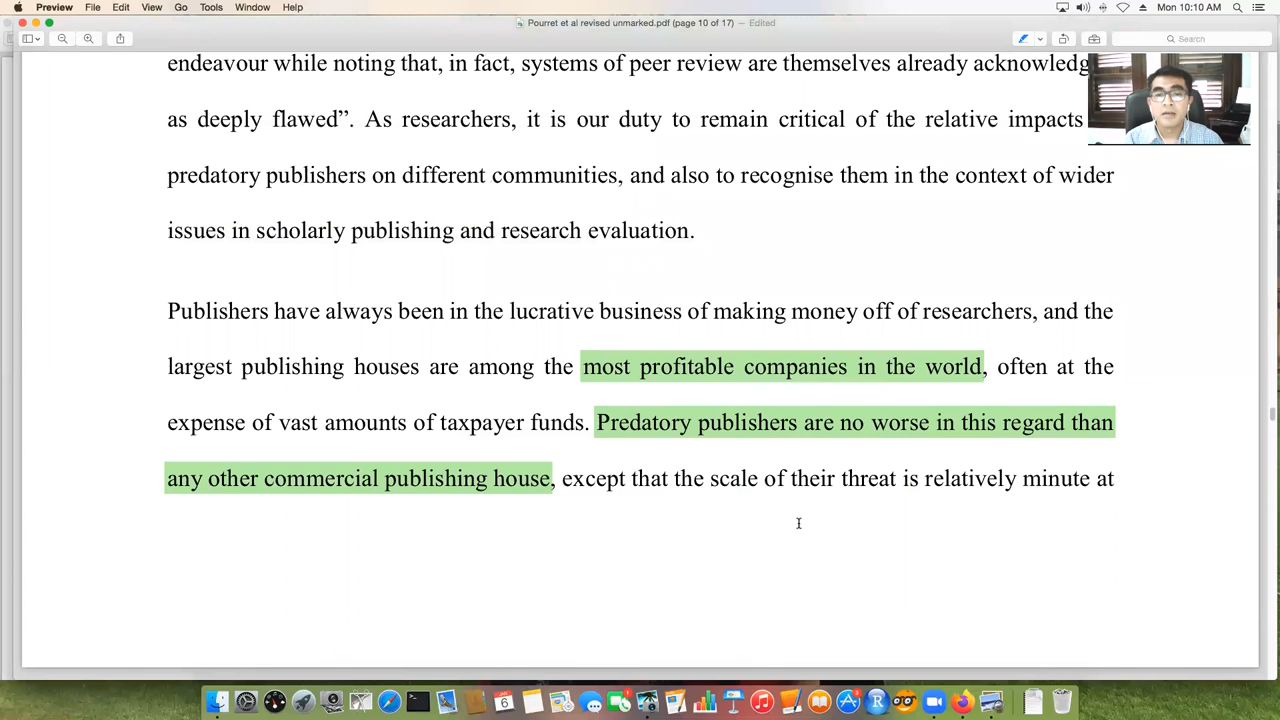 Preview File Edit View Go Tools Window Help Mon 10:10 AM
Pourret et al revised unmarked.pdf (page 10 of 17) — Edited
Search
endeavour while noting that, in fact, systems of peer review are themselves already acknowledg
as deeply flawed”. As researchers, it is our duty to remain critical of the relative impacts
predatory publishers on different communities, and also to recognise them in the context of wider
issues in scholarly publishing and research evaluation.
Publishers have always been in the lucrative business of making money off of researchers, and the
largest publishing houses are among the most profitable companies in the world, often at the
expense of vast amounts of taxpayer funds. Predatory publishers are no worse in this regard than
any other commercial publishing house, except that the scale of their threat is relatively minute at